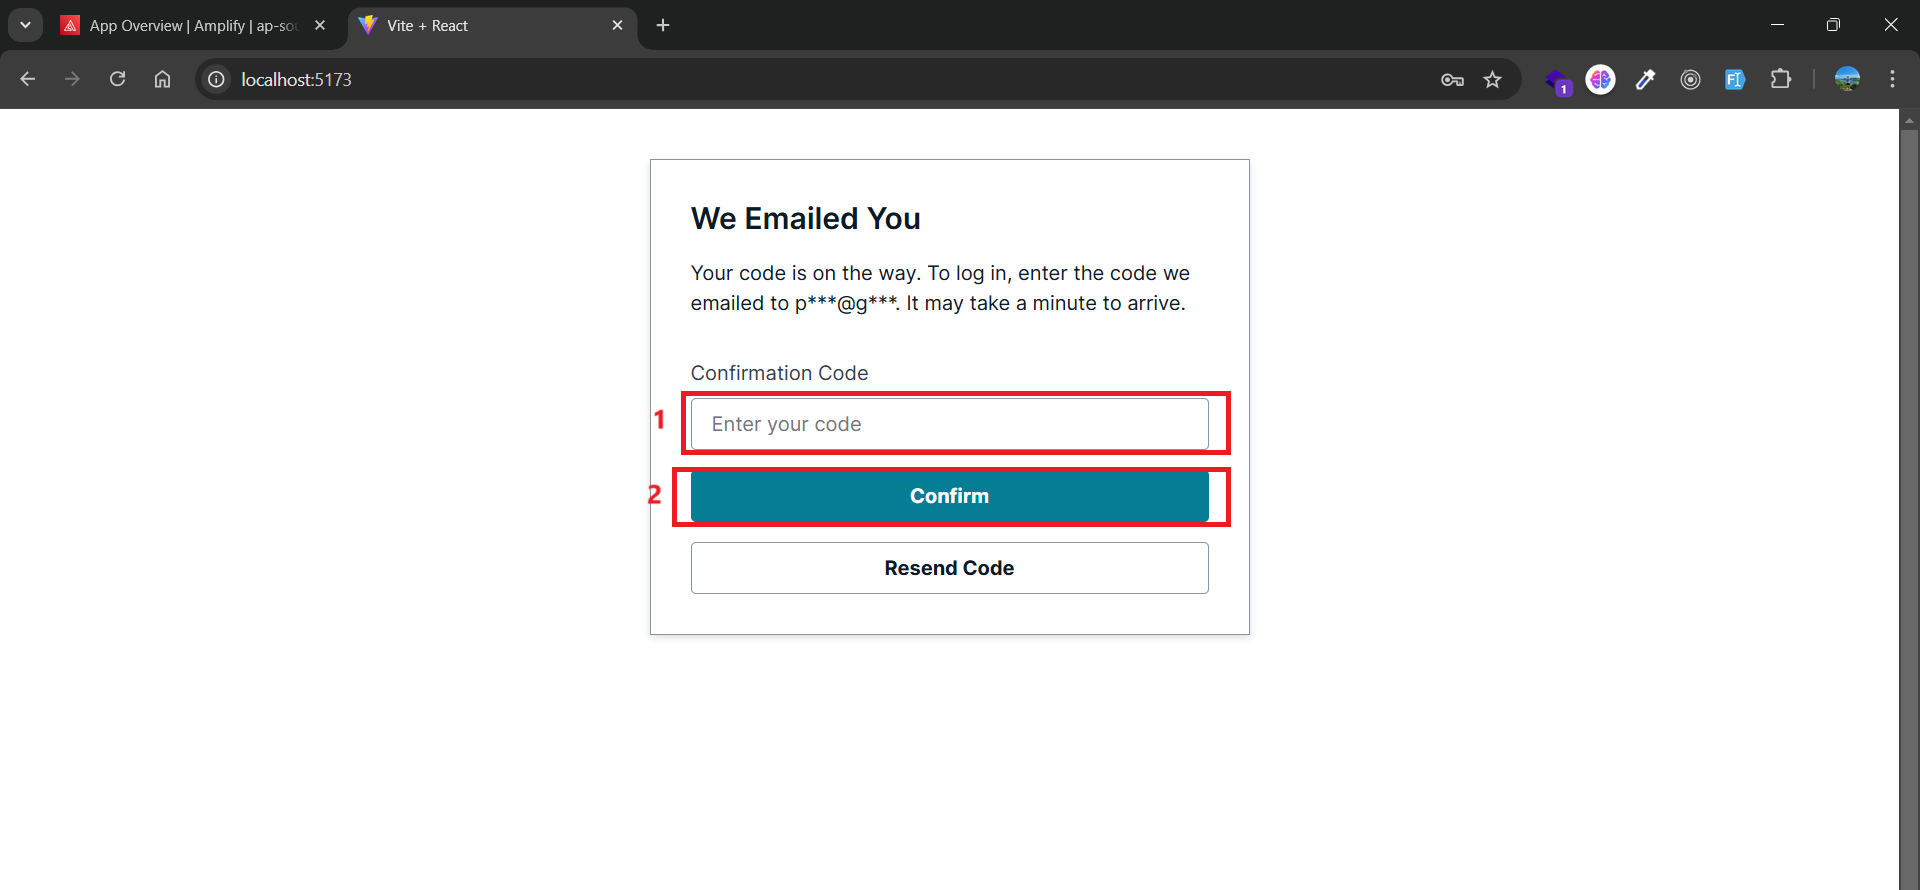 App Overview | Amplify | ap-sou
Vite + React
localhost:5173
1
We Emailed You
Your code is on the way. To log in, enter the code we
emailed to p***@g***. It may take a minute to arrive.
Confirmation Code
1
Enter your code
2
Confirm
Resend Code